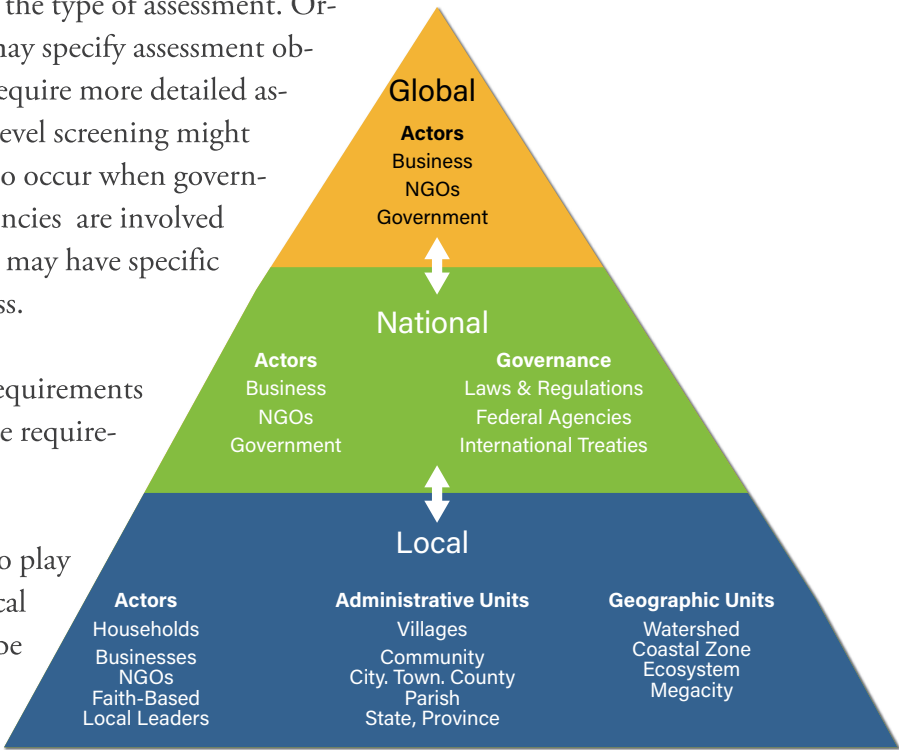 the type of assessment. Or-
may specify assessment ob-
equire more detailed as-
evel screening might
o occur when govern-
ncies are involved
may have specific
ss.
equirements
e require-
o play
cal
be
Global
Actors
Business
NGOs
Government
National
Actors
Business
NGOs
Government
Governance
Laws & Regulations
Federal Agencies
International Treaties
Local
Actors
Households
Businesses
NGOs
Faith-Based
Local Leaders
Administrative Units
Villages
Community
City. Town. County
Parish
State, Province
Geographic Units
Watershed
Coastal Zone
Ecosystem
Megacity